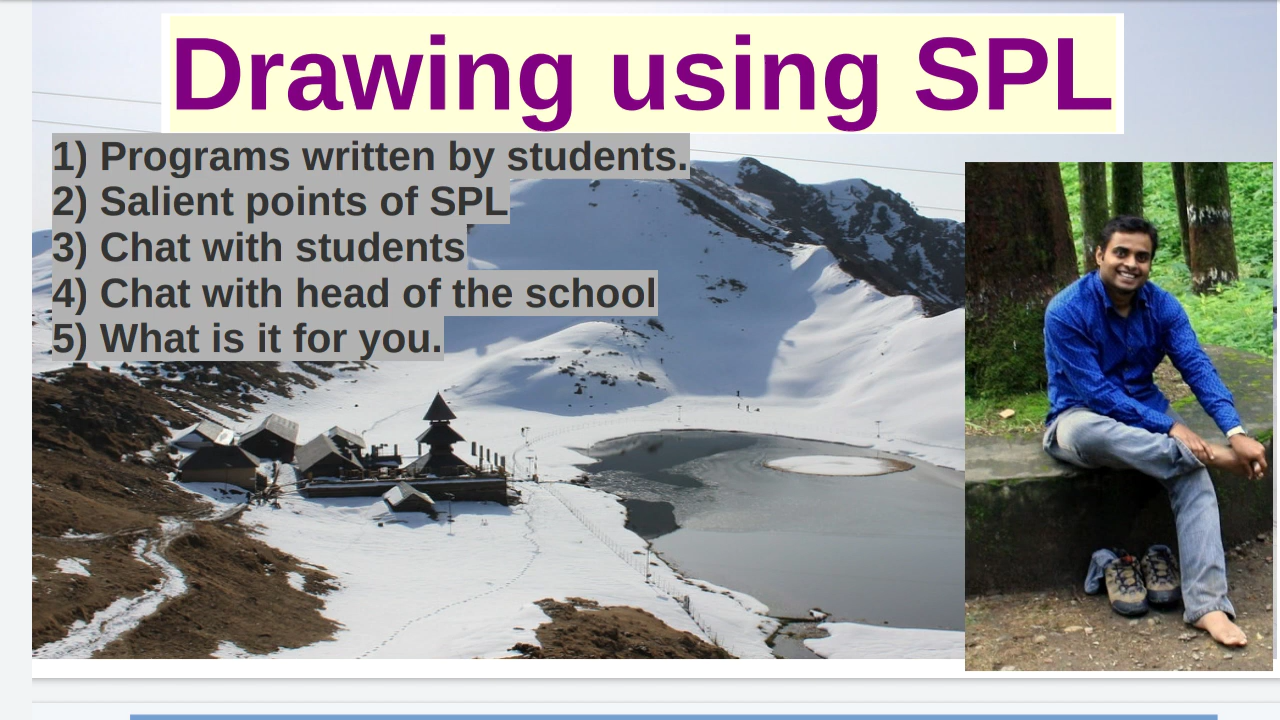 Drawing using SPL
1) Programs written by students.
2) Salient points of SPL
3) Chat with students
4) Chat with head of the school
5) What is it for you.